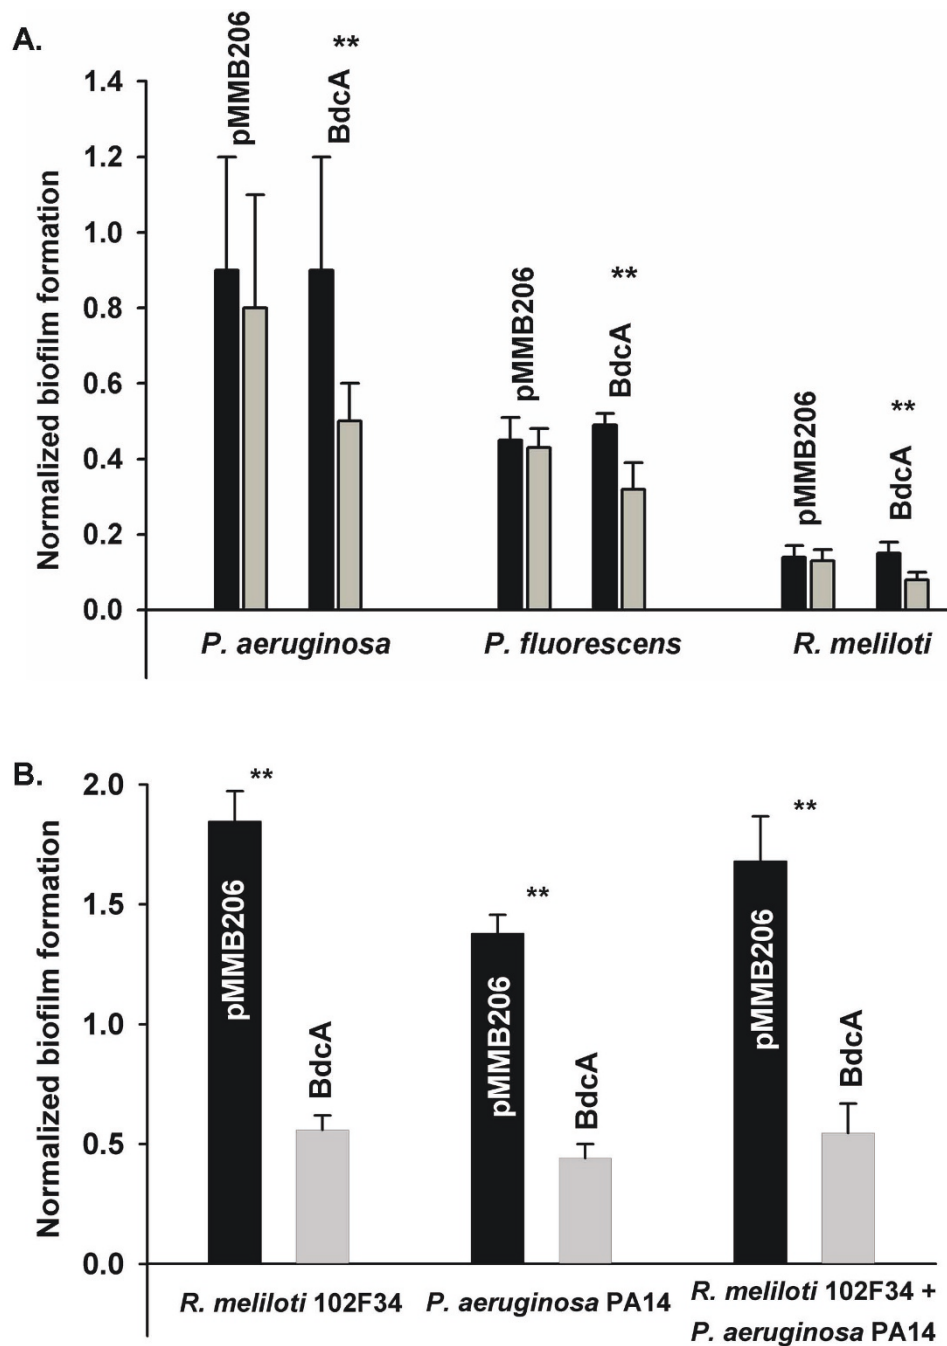 A.
Normalized biofilm formation
1.4
1.2
1.0
0.8
0.6
0.4
0.2
0.0
pMMB206
BdcA
**
pMMB206
BdcA
**
pMMB206
BdcA
**
P. aeruginosa
P. fluorescens
R. meliloti
B.
Normalized biofilm formation
2.0
1.5
1.0
0.5
0.0
**
pMMB206
BdcA
**
pMMB206
BdcA
**
pMMB206
BdcA
R. meliloti 102F34
P. aeruginosa PA14
R. meliloti 102F34 +
P. aeruginosa PA14